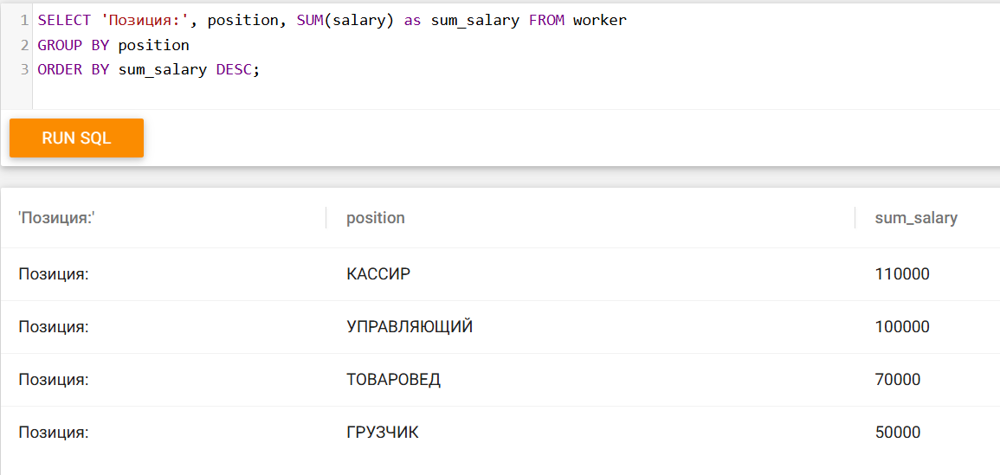 1 SELECT 'Позиция:', position, SUM(salary) as sum_salary FROM worker
2 GROUP BY position
3 ORDER BY sum_salary DESC;
RUN SQL
'Позиция:' position sum_salary
Позиция: КАССИР 110000
Позиция: УПРАВЛЯЮЩИЙ 100000
Позиция: ТОВАРОВЕД 70000
Позиция: ГРУЗЧИК 50000